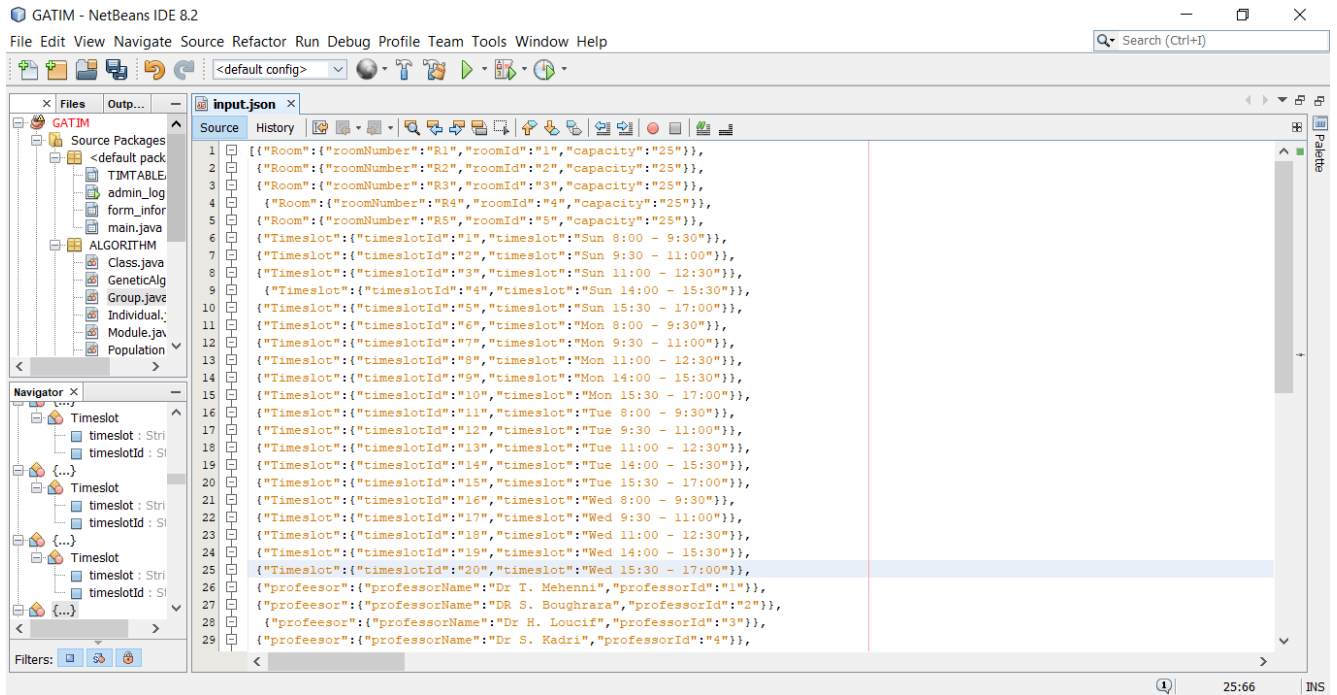 GATIM - NetBeans IDE 8.2
File Edit View Navigate Source Refactor Run Debug Profile Team Tools Window Help
Search (Ctrl+I)
<default config>
Files Outp...
input.json
GATIM
Source Packages
<default pack
TIMTABLE
admin_log
form_infor
main.java
ALGORITHM
Class.java
GeneticAlg
Group.java
Individual.
Module.jav
Population
Source History
Palette
1 [{"Room":{"roomNumber":"R1","roomId":"1","capacity":"25"}},
2 {"Room":{"roomNumber":"R2","roomId":"2","capacity":"25"}},
3 {"Room":{"roomNumber":"R3","roomId":"3","capacity":"25"}},
4 {"Room":{"roomNumber":"R4","roomId":"4","capacity":"25"}},
5 {"Room":{"roomNumber":"R5","roomId":"5","capacity":"25"}},
6 {"Timeslot":{"timeslotId":"1","timeslot":"Sun 8:00 - 9:30"}},
7 {"Timeslot":{"timeslotId":"2","timeslot":"Sun 9:30 - 11:00"}},
8 {"Timeslot":{"timeslotId":"3","timeslot":"Sun 11:00 - 12:30"}},
9 {"Timeslot":{"timeslotId":"4","timeslot":"Sun 14:00 - 15:30"}},
10 {"Timeslot":{"timeslotId":"5","timeslot":"Sun 15:30 - 17:00"}},
11 {"Timeslot":{"timeslotId":"6","timeslot":"Mon 8:00 - 9:30"}},
12 {"Timeslot":{"timeslotId":"7","timeslot":"Mon 9:30 - 11:00"}},
13 {"Timeslot":{"timeslotId":"8","timeslot":"Mon 11:00 - 12:30"}},
14 {"Timeslot":{"timeslotId":"9","timeslot":"Mon 14:00 - 15:30"}},
15 {"Timeslot":{"timeslotId":"10","timeslot":"Mon 15:30 - 17:00"}},
16 {"Timeslot":{"timeslotId":"11","timeslot":"Tue 8:00 - 9:30"}},
17 {"Timeslot":{"timeslotId":"12","timeslot":"Tue 9:30 - 11:00"}},
18 {"Timeslot":{"timeslotId":"13","timeslot":"Tue 11:00 - 12:30"}},
19 {"Timeslot":{"timeslotId":"14","timeslot":"Tue 14:00 - 15:30"}},
20 {"Timeslot":{"timeslotId":"15","timeslot":"Tue 15:30 - 17:00"}},
21 {"Timeslot":{"timeslotId":"16","timeslot":"Wed 8:00 - 9:30"}},
22 {"Timeslot":{"timeslotId":"17","timeslot":"Wed 9:30 - 11:00"}},
23 {"Timeslot":{"timeslotId":"18","timeslot":"Wed 11:00 - 12:30"}},
24 {"Timeslot":{"timeslotId":"19","timeslot":"Wed 14:00 - 15:30"}},
25 {"Timeslot":{"timeslotId":"20","timeslot":"Wed 15:30 - 17:00"}},
26 {"profeesor":{"professorName":"Dr T. Mehenni","professorId":"1"}},
27 {"profeesor":{"professorName":"DR S. Boughrara","professorId":"2"}},
28 {"profeesor":{"professorName":"Dr H. Loucif","professorId":"3"}},
29 {"profeesor":{"professorName":"Dr S. Kadri","professorId":"4"}},
Navigator
{...}
Timeslot
timeslot : Stri
timeslotId : St
{...}
Timeslot
timeslot : Stri
timeslotId : St
{...}
Timeslot
timeslot : Stri
timeslotId : St
{...}
Filters:
1
25:66
INS